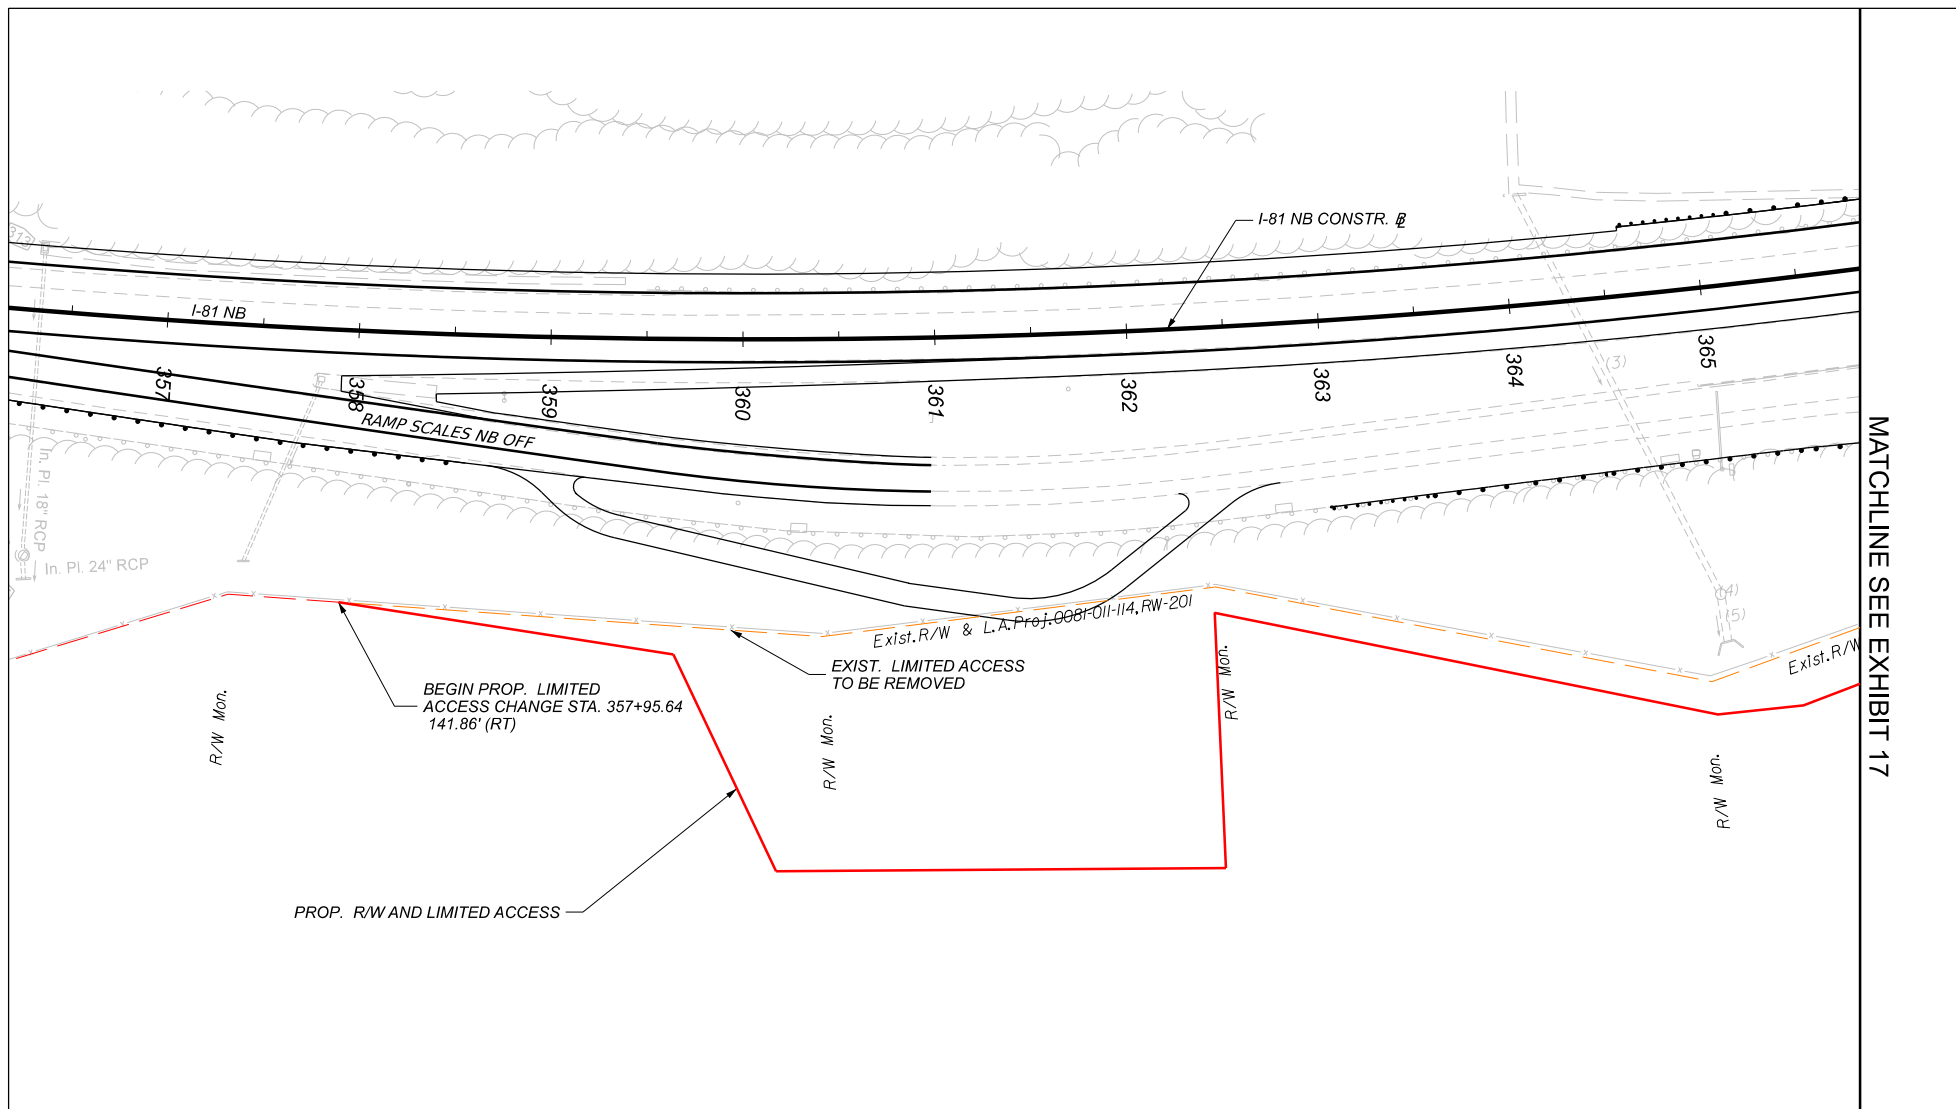 I-81 NB CONSTR. B
I-81 NB
357
358
359
360
361
362
363
364
365
(3)
RAMP SCALES NB OFF
In. Pl. 18" RCP
In. Pl. 24" RCP
(4)
(5)
Exist.R/W & L.A.Proj.0081-011-114,RW-201
Exist.R/W
EXIST. LIMITED ACCESS
TO BE REMOVED
BEGIN PROP. LIMITED
ACCESS CHANGE STA. 357+95.64
141.86' (RT)
R/W Mon.
R/W Mon.
R/W Mon.
R/W Mon.
PROP. R/W AND LIMITED ACCESS
MATCHLINE SEE EXHIBIT 17